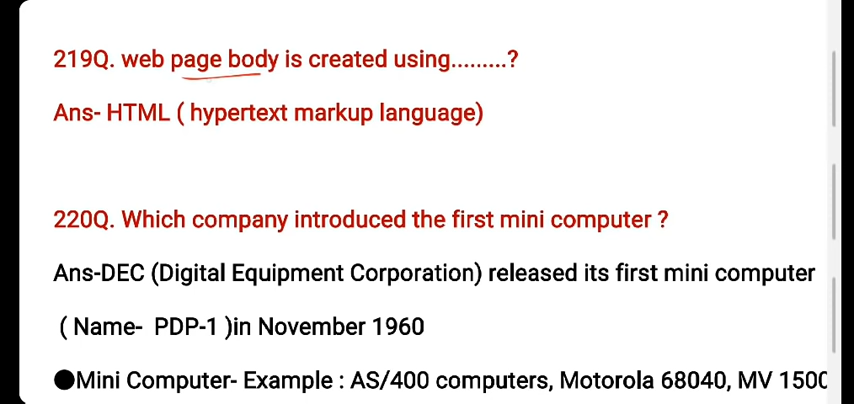 219Q. web page body is created using.........?
Ans- HTML ( hypertext markup language)
220Q. Which company introduced the first mini computer ?
Ans-DEC (Digital Equipment Corporation) released its first mini computer
( Name- PDP-1 )in November 1960
●Mini Computer- Example : AS/400 computers, Motorola 68040, MV 1500